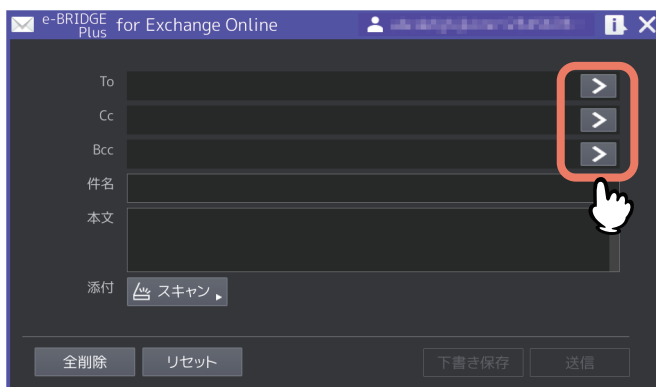 e-BRIDGE Plus for Exchange Online
To
Cc
Bcc
件名
本文
添付 スキャン
全削除 リセット 下書き保存 送信